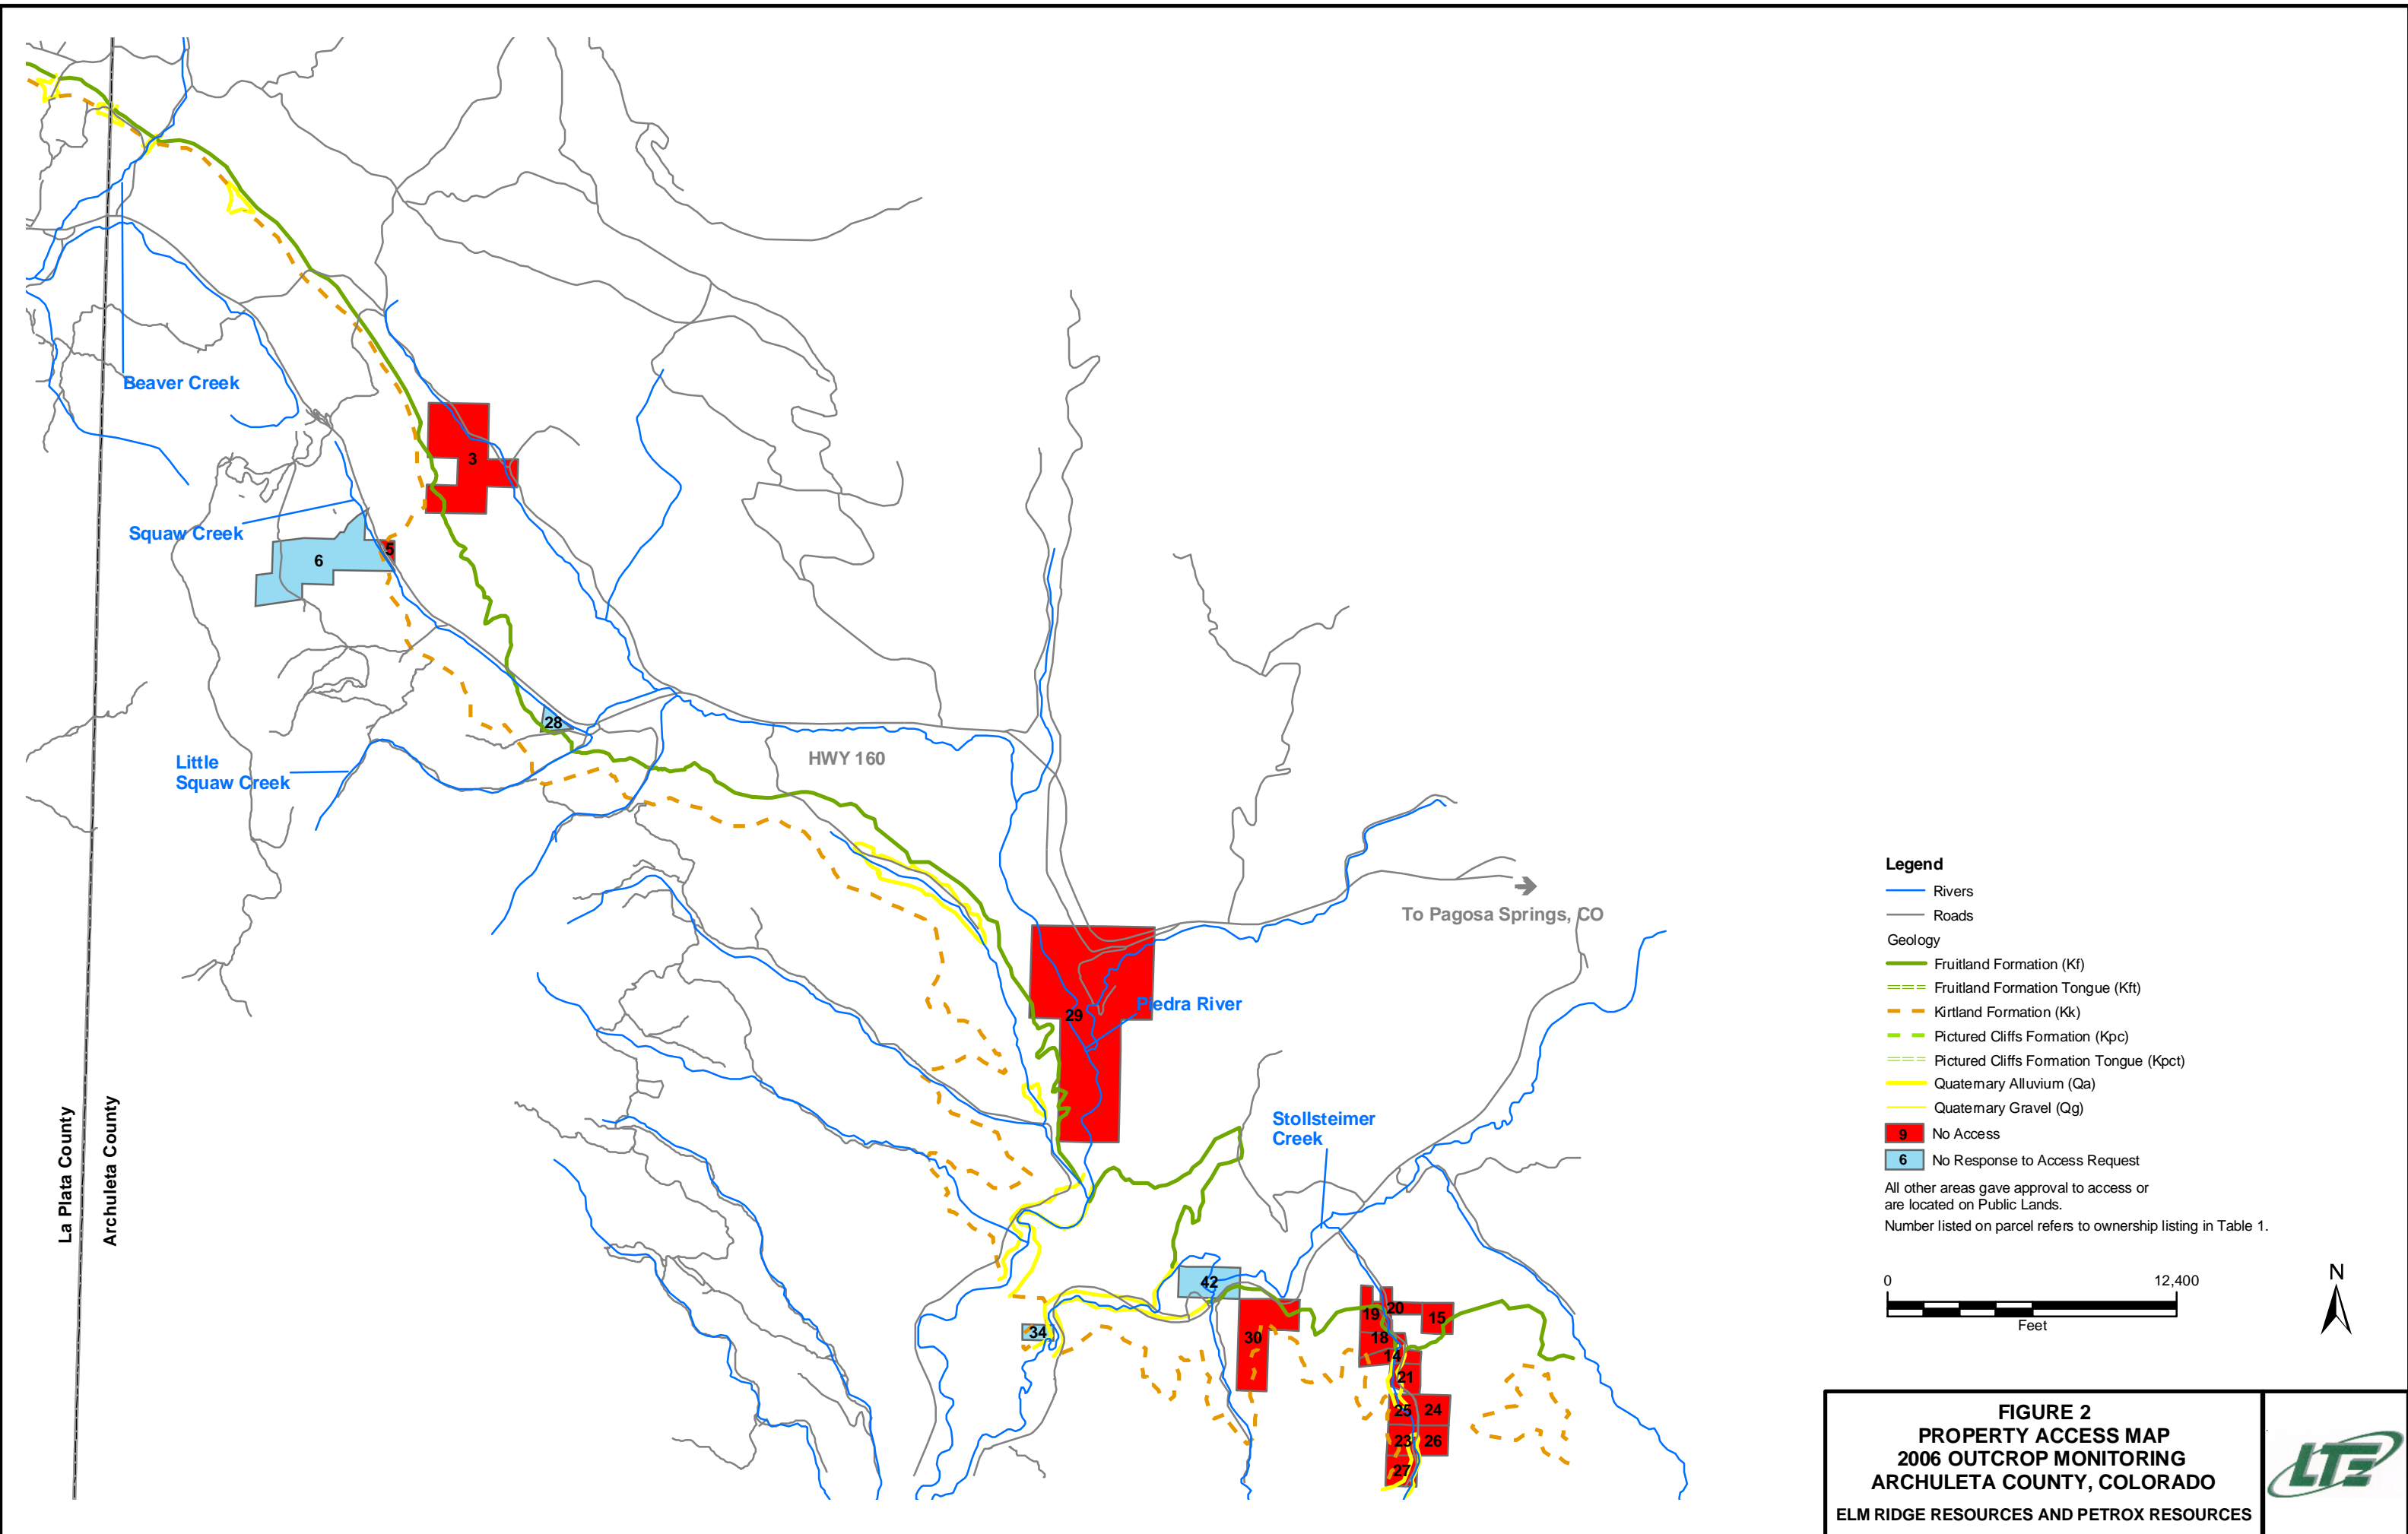 Beaver Creek
3
Squaw Creek
5
6
28
HWY 160
Little
Squaw Creek
To Pagosa Springs, CO
Piedra River
29
Stollsteimer
Creek
La Plata County
Archuleta County
42
34
30
19
20
15
18
14
21
25
24
23
26
27
Legend
Rivers
Roads
Geology
Fruitland Formation (Kf)
Fruitland Formation Tongue (Kft)
Kirtland Formation (Kk)
Pictured Cliffs Formation (Kpc)
Pictured Cliffs Formation Tongue (Kpct)
Quaternary Alluvium (Qa)
Quaternary Gravel (Qg)
9 No Access
6 No Response to Access Request
All other areas gave approval to access or
are located on Public Lands.
Number listed on parcel refers to ownership listing in Table 1.
0 12,400
Feet
N
FIGURE 2
PROPERTY ACCESS MAP
2006 OUTCROP MONITORING
ARCHULETA COUNTY, COLORADO
ELM RIDGE RESOURCES AND PETROX RESOURCES
LTE